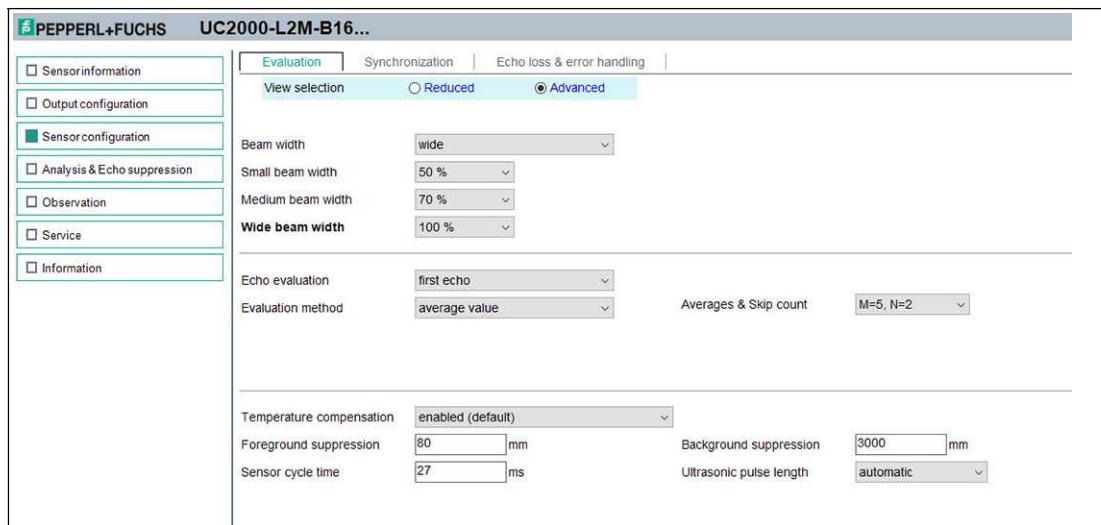 PEPPERL+FUCHS UC2000-L2M-B16...
Sensorinformation
Output configuration
Sensor configuration
Analysis & Echo suppression
Observation
Service
Information
Evaluation Synchronization Echo loss & error handling
View selection Reduced Advanced
Beam width wide
Small beam width 50 %
Medium beam width 70 %
Wide beam width 100 %
Echo evaluation first echo
Evaluation method average value Averages & Skip count M=5, N=2
Temperature compensation enabled (default)
Foreground suppression 80 mm Background suppression 3000 mm
Sensor cycle time 27 ms Ultrasonic pulse length automatic